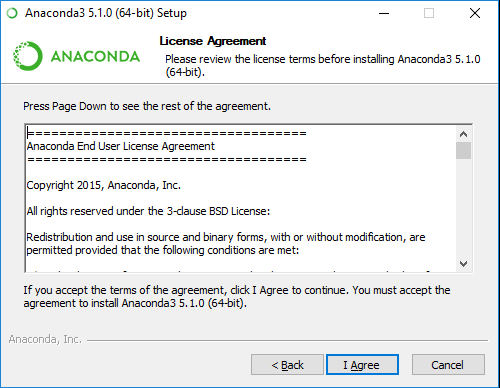 Anaconda3 5.1.0 (64-bit) Setup
ANACONDA
License Agreement
Please review the license terms before installing Anaconda3 5.1.0
(64-bit).
Press Page Down to see the rest of the agreement.
====================================
Anaconda End User License Agreement
====================================
Copyright 2015, Anaconda, Inc.
All rights reserved under the 3-clause BSD License:
Redistribution and use in source and binary forms, with or without modification, are
permitted provided that the following conditions are met:
If you accept the terms of the agreement, click I Agree to continue. You must accept the
agreement to install Anaconda3 5.1.0 (64-bit).
Anaconda, Inc.
< Back
I Agree
Cancel